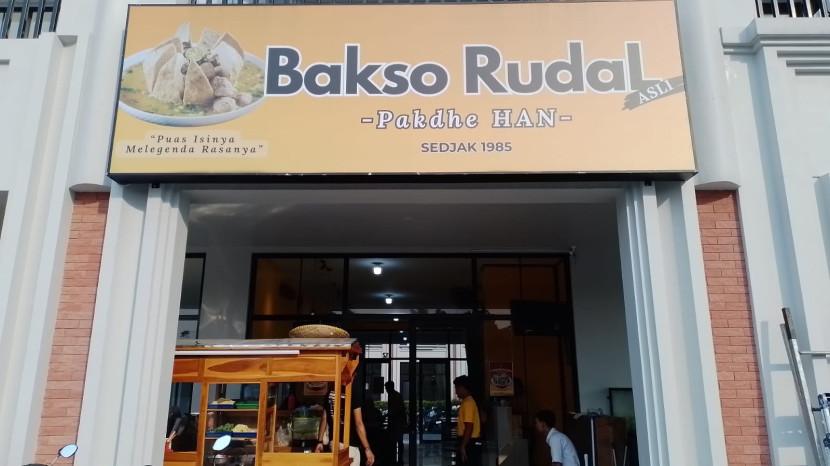 Bakso Rudal
ASLI
-Pakdhe HAN-
SEDJAK 1985
“Puas Isinya
Melegenda Rasanya”